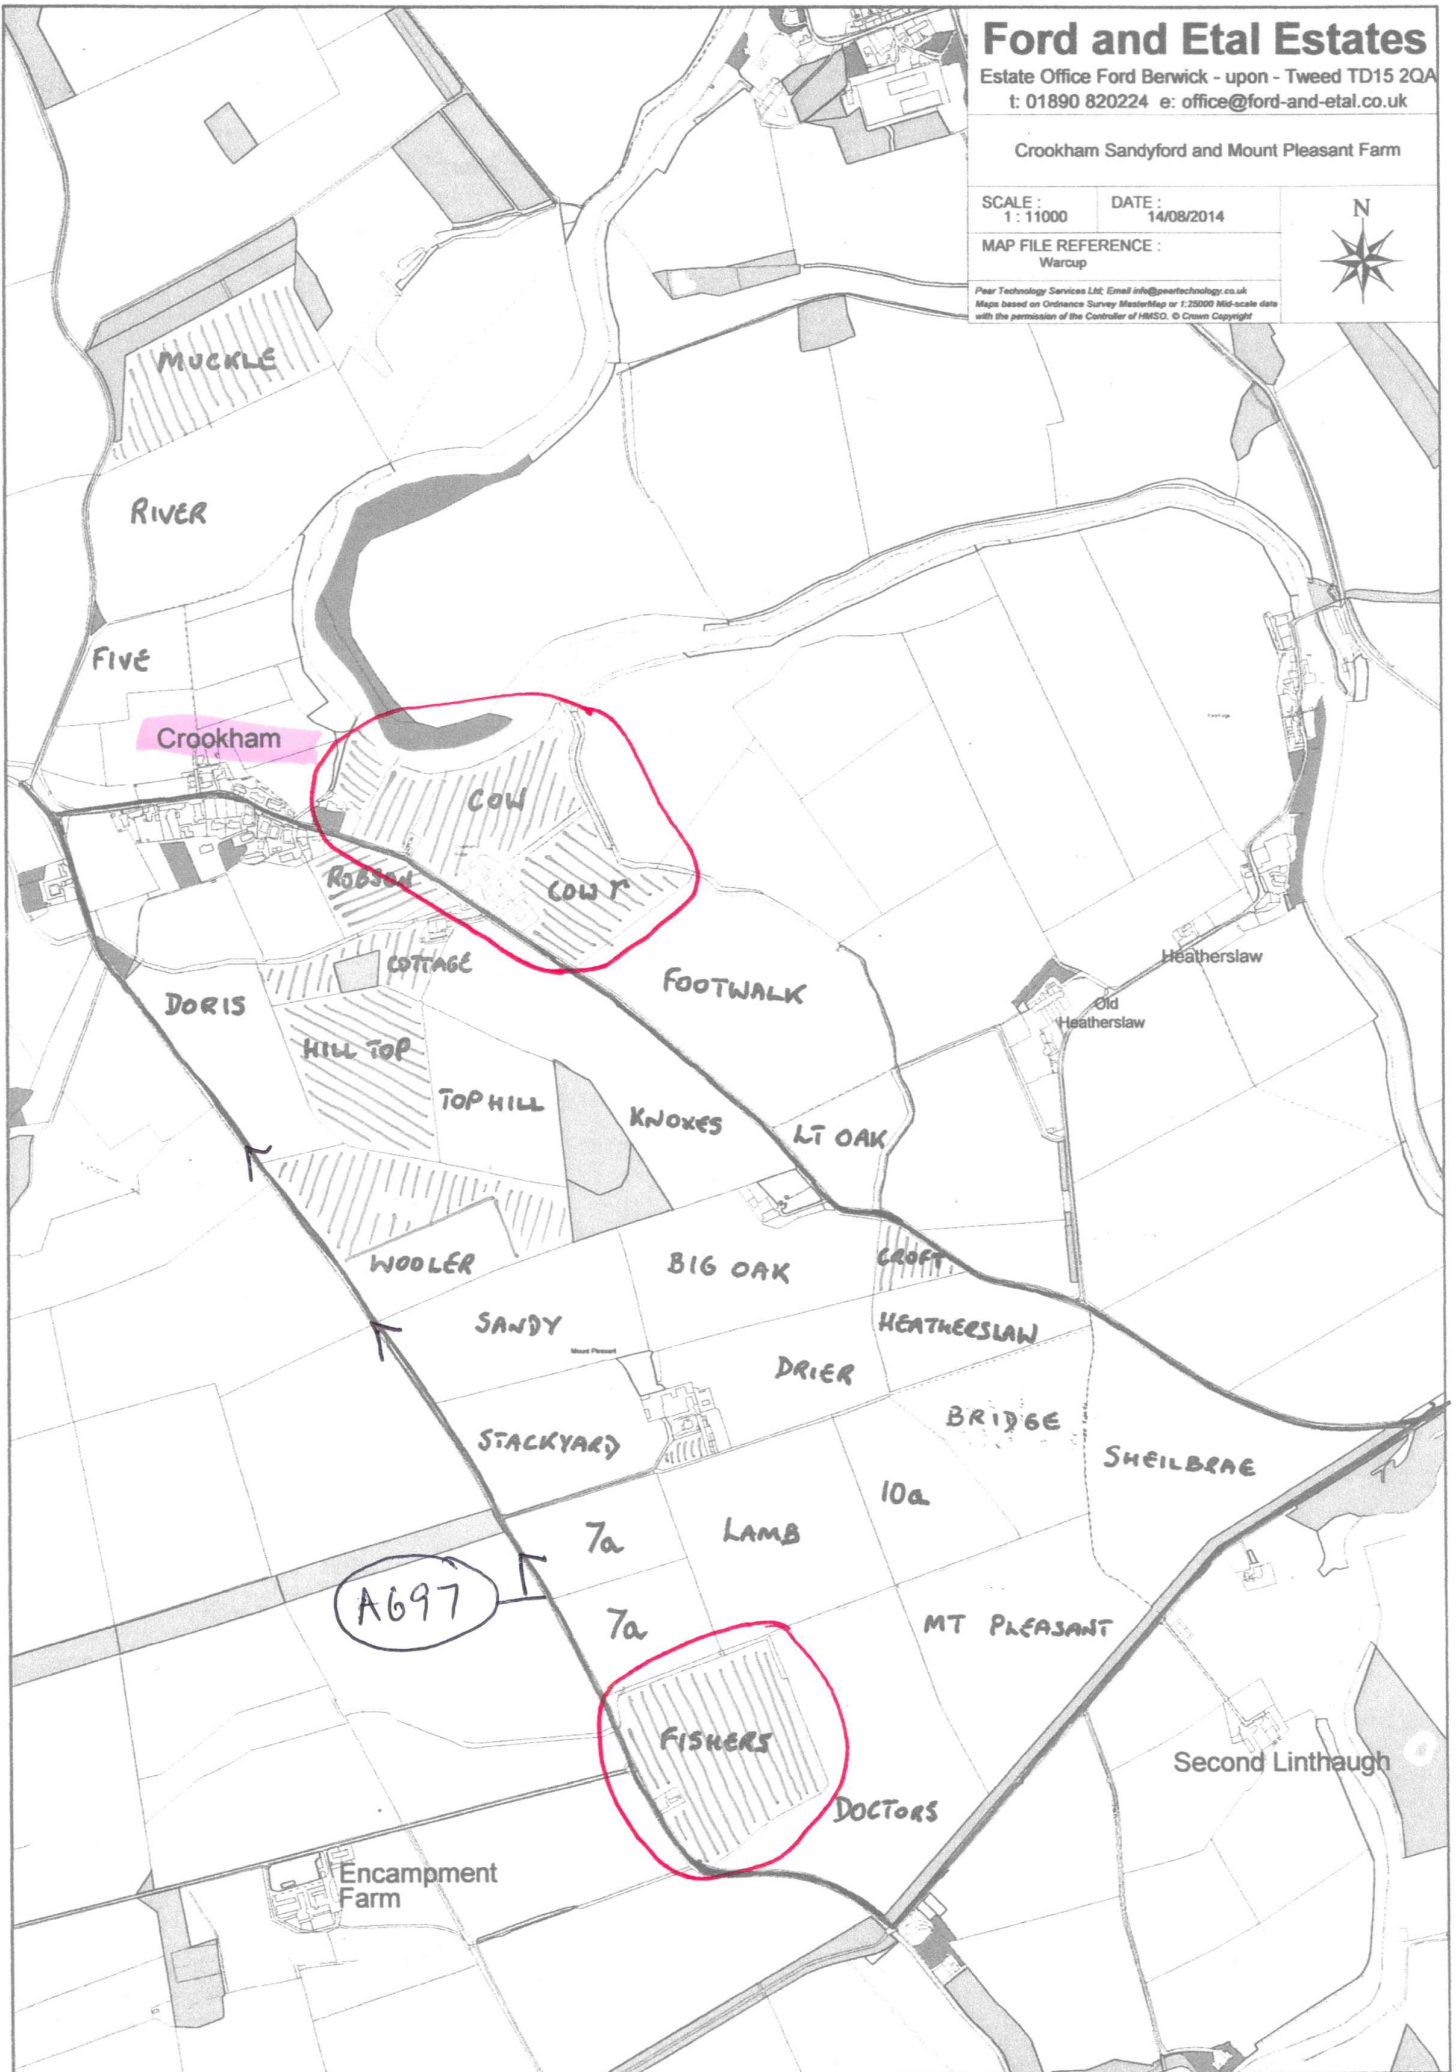 Ford and Etal Estates
Estate Office Ford Berwick - upon - Tweed TD15 2QA
t: 01890 820224 e: office@ford-and-etal.co.uk
Crookham Sandyford and Mount Pleasant Farm
SCALE :
1 : 11000
DATE :
14/08/2014
N
MAP FILE REFERENCE :
Warcup
Pear Technology Services Ltd; Email info@peartechnology.co.uk
Maps based on Ordnance Survey MasterMap or 1:25000 Mid-scale data
with the permission of the Controller of HMSO. © Crown Copyright
MUCKLE
RIVER
FIVE
Crookham
COW
ROBSON
COW Y
COTTAGE
DORIS
FOOTWALK
Heatherslaw
Old
Heatherslaw
HILL TOP
TOP HILL
KNOXES
LT OAK
WOOLER
BIG OAK
CROFT
SANDY
HEATHERSLAW
Mount Pleasant
DRIER
STACKYARD
BRIDGE
SHEILBRAE
10a
7a
LAMB
A697
7a
MT PLEASANT
FISHERS
Second Linthaugh
DOCTORS
Encampment
Farm